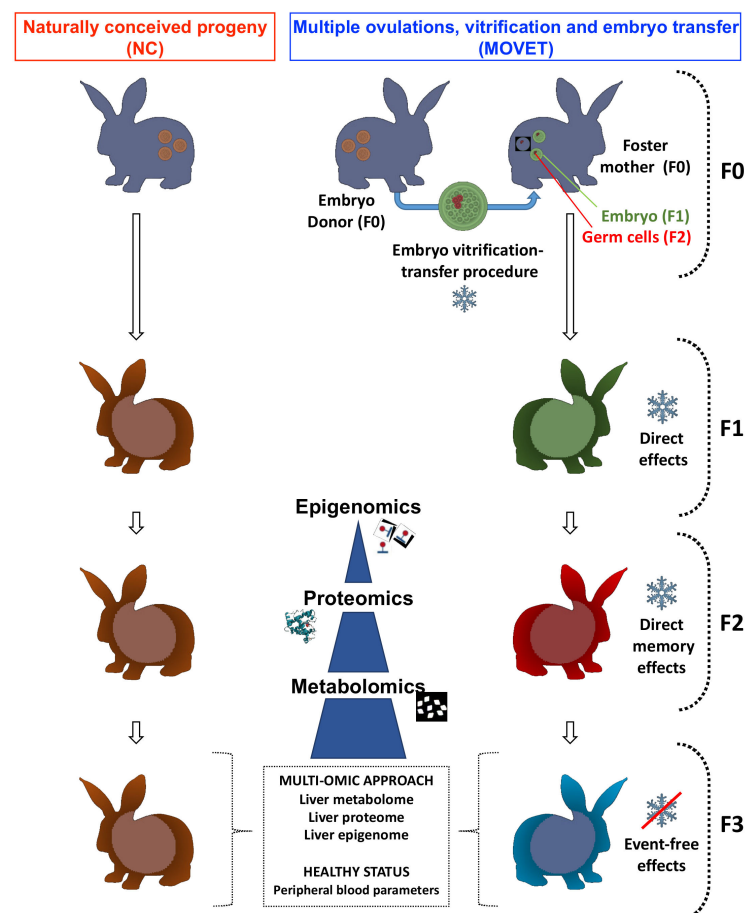 Naturally conceived progeny
(NC)
Multiple ovulations, vitrification and embryo transfer
(MOVET)
Foster
mother (F0)
F0
Embryo
Donor (F0)
Embryo (F1)
Germ cells (F2)
Embryo vitrification-
transfer procedure
Direct
effects
F1
Epigenomics
Proteomics
Direct
memory
effects
F2
Metabolomics
MULTI-OMIC APPROACH
Liver metabolome
Liver proteome
Liver epigenome
HEALTHY STATUS
Peripheral blood parameters
Event-free
effects
F3